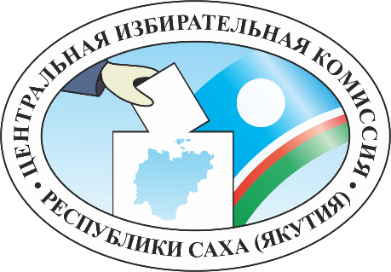 ЦЕНТРАЛЬНАЯ ИЗБИРАТЕЛЬНАЯ КОМИССИЯ
• РЕСПУБЛИКИ САХА (ЯКУТИЯ) •